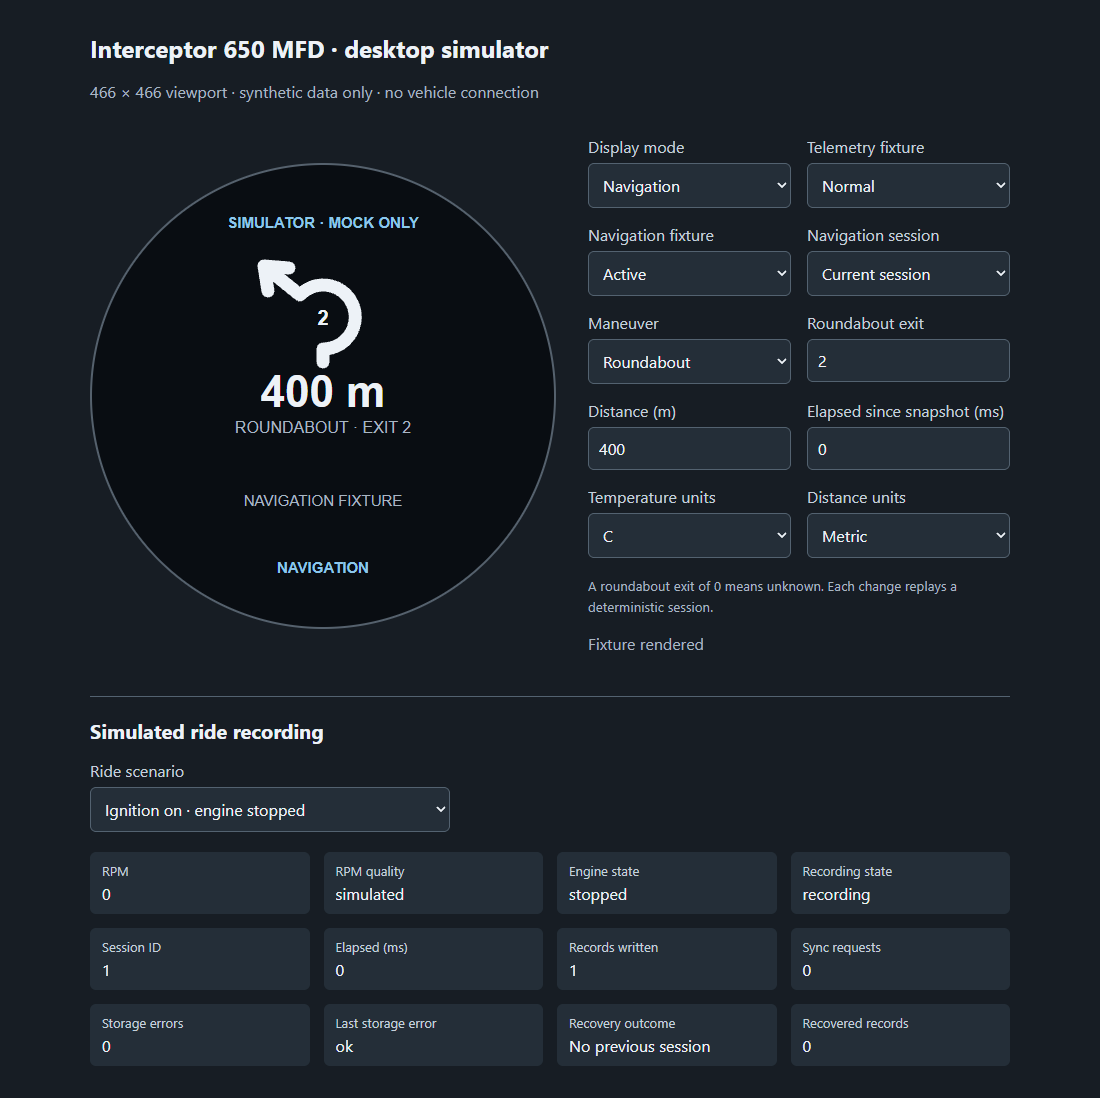 Interceptor 650 MFD · desktop simulator
466 × 466 viewport · synthetic data only · no vehicle connection
SIMULATOR · MOCK ONLY
2
400 m
ROUNDABOUT · EXIT 2
NAVIGATION FIXTURE
NAVIGATION
Display mode
Navigation
Telemetry fixture
Normal
Navigation fixture
Active
Navigation session
Current session
Maneuver
Roundabout
Roundabout exit
2
Distance (m)
400
Elapsed since snapshot (ms)
0
Temperature units
C
Distance units
Metric
A roundabout exit of 0 means unknown. Each change replays a
deterministic session.
Fixture rendered
Simulated ride recording
Ride scenario
Ignition on · engine stopped
RPM
0
RPM quality
simulated
Engine state
stopped
Recording state
recording
Session ID
1
Elapsed (ms)
0
Records written
1
Sync requests
0
Storage errors
0
Last storage error
ok
Recovery outcome
No previous session
Recovered records
0